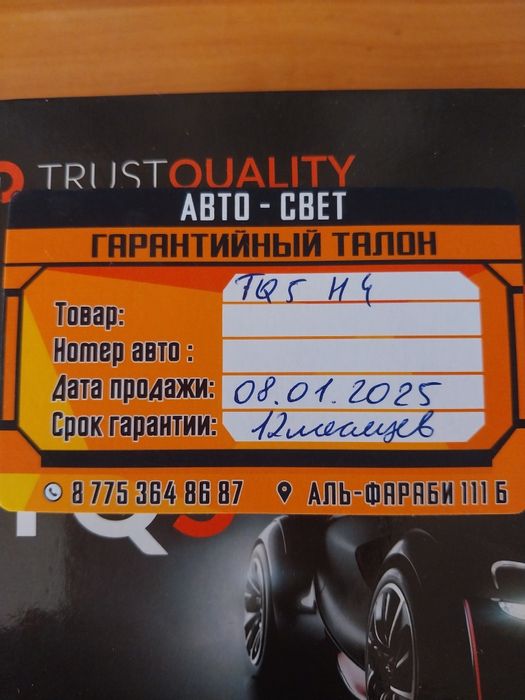 TRUSTQUALITY
АВТО - СВЕТ
ГАРАНТИЙНЫЙ ТАЛОН
TQ5 H4
Товар:
Номер авто :
Дата продажи: 08.01.2025
Срок гарантии: 12 месяцев
8 775 364 86 87 АЛЬ-ФАРАБИ 111 Б
TQ5